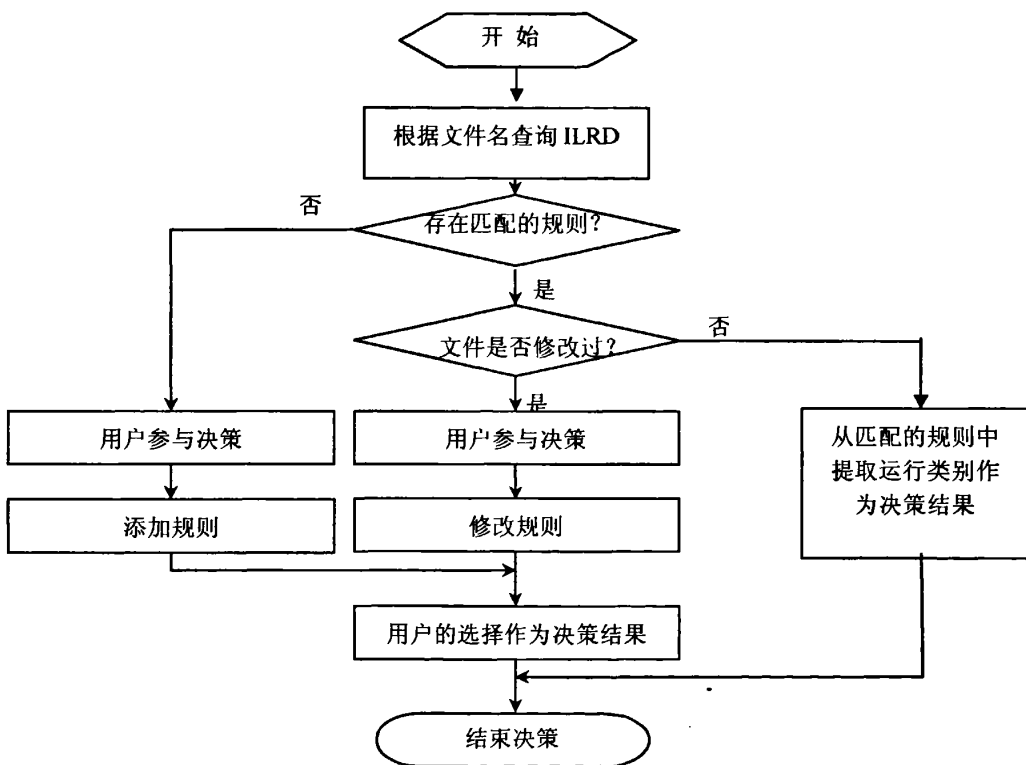 开 始
根据文件名查询 ILRD
否
存在匹配的规则?
是
否
文件是否修改过?
是
用户参与决策
用户参与决策
从匹配的规则中
提取运行类别作
为决策结果
添加规则
修改规则
用户的选择作为决策结果
结束决策